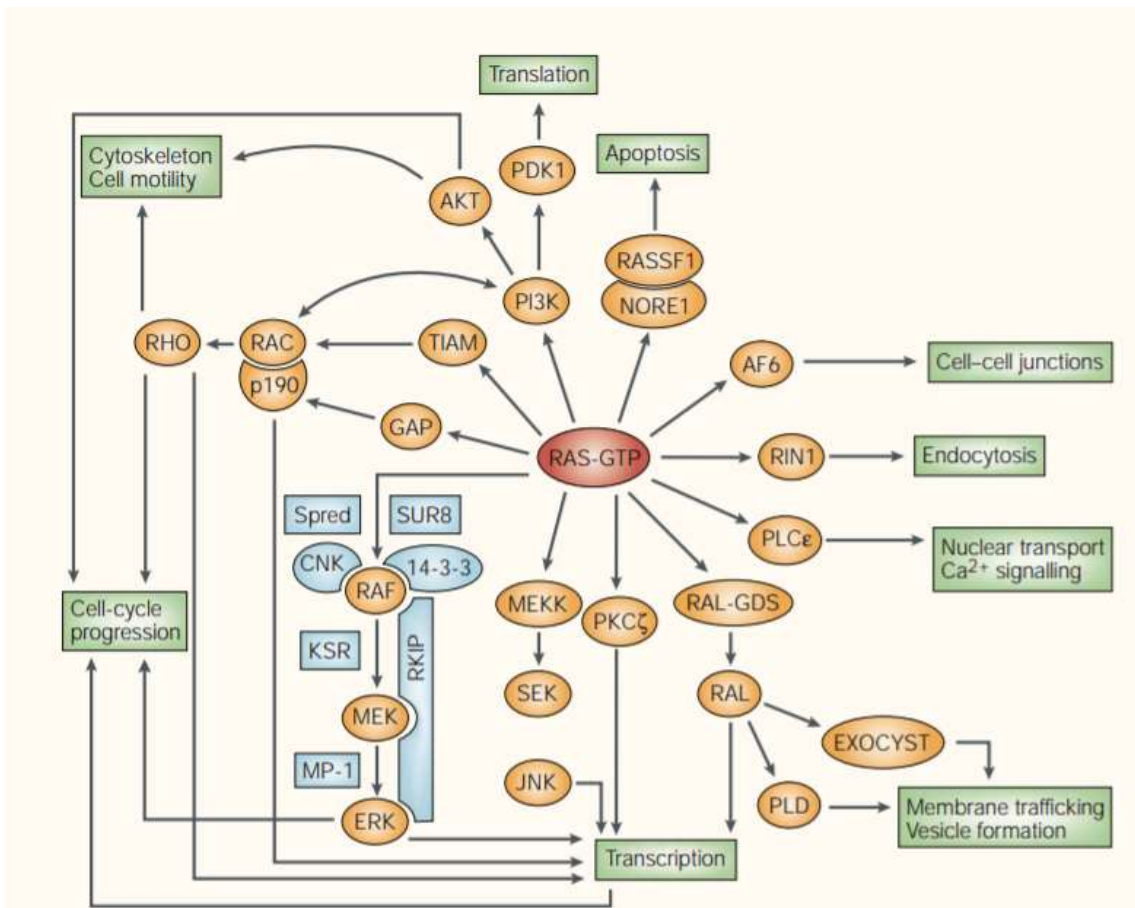 Translation
Cytoskeleton
Cell motility
PDK1
Apoptosis
AKT
RASSF1
NORE1
PI3K
RHO
RAC
p190
TIAM
AF6
Cell–cell junctions
GAP
RAS-GTP
RIN1
Endocytosis
Spred
SUR8
PLCε
Nuclear transport
Ca²⁺ signalling
CNK
14-3-3
RAF
Cell-cycle
progression
MEKK
PKCζ
RAL-GDS
KSR
RKIP
SEK
RAL
MEK
EXOCYST
MP-1
JNK
PLD
Membrane trafficking
Vesicle formation
ERK
Transcription